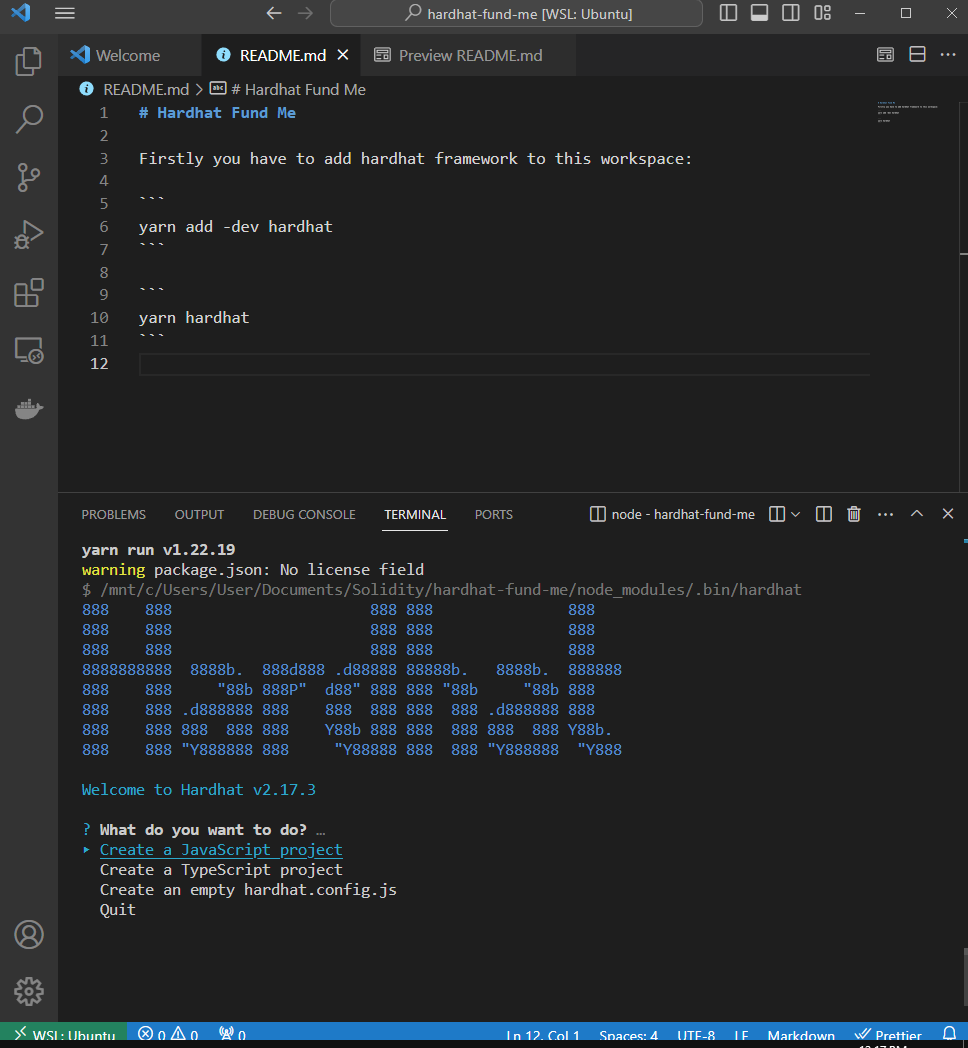 hardhat-fund-me [WSL: Ubuntu]
Welcome
README.md
Preview README.md
README.md > # Hardhat Fund Me
1 # Hardhat Fund Me
2
3 Firstly you have to add hardhat framework to this workspace:
4
5 ```
6 yarn add -dev hardhat
7 ```
8
9 ```
10 yarn hardhat
11 ```
12
PROBLEMS OUTPUT DEBUG CONSOLE TERMINAL PORTS node - hardhat-fund-me
yarn run v1.22.19
warning package.json: No license field
$ /mnt/c/Users/User/Documents/Solidity/hardhat-fund-me/node_modules/.bin/hardhat
888    888                      888 888               888
888    888                      888 888               888
888    888                      888 888               888
8888888888  8888b.  888d888 .d88888 88888b.   8888b.  888888
888    888     "88b 888P"  d88" 888 888 "88b     "88b 888
888    888 .d888888 888    888  888 888  888 .d888888 888
888    888 888  888 888    Y88b 888 888  888 888  888 Y88b.
888    888 "Y888888 888     "Y88888 888  888 "Y888888  "Y888
Welcome to Hardhat v2.17.3
? What do you want to do? …
▸ Create a JavaScript project
Create a TypeScript project
Create an empty hardhat.config.js
Quit
WSL: Ubuntu 0 0 0 Ln 12, Col 1 Spaces: 4 UTF-8 LF Markdown Prettier
12:17 PM